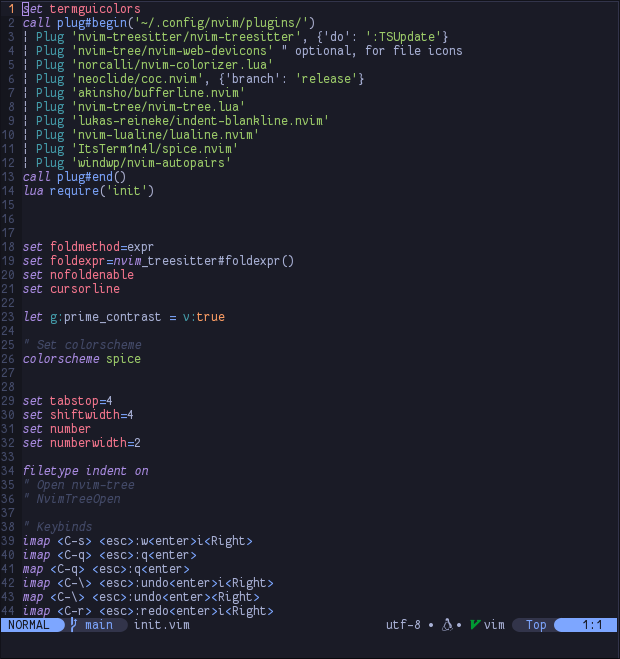 1 set termguicolors
2 call plug#begin('~/.config/nvim/plugins/')
3 ¦ Plug 'nvim-treesitter/nvim-treesitter', {'do': ':TSUpdate'}
4 ¦ Plug 'nvim-tree/nvim-web-devicons' " optional, for file icons
5 ¦ Plug 'norcalli/nvim-colorizer.lua'
6 ¦ Plug 'neoclide/coc.nvim', {'branch': 'release'}
7 ¦ Plug 'akinsho/bufferline.nvim'
8 ¦ Plug 'nvim-tree/nvim-tree.lua'
9 ¦ Plug 'lukas-reineke/indent-blankline.nvim'
10 ¦ Plug 'nvim-lualine/lualine.nvim'
11 ¦ Plug 'ItsTerm1n4l/spice.nvim'
12 ¦ Plug 'windwp/nvim-autopairs'
13 call plug#end()
14 lua require('init')
15
16
17
18 set foldmethod=expr
19 set foldexpr=nvim_treesitter#foldexpr()
20 set nofoldenable
21 set cursorline
22
23 let g:prime_contrast = v:true
24
25 " Set colorscheme
26 colorscheme spice
27
28
29 set tabstop=4
30 set shiftwidth=4
31 set number
32 set numberwidth=2
33
34 filetype indent on
35 " Open nvim-tree
36 " NvimTreeOpen
37
38 " Keybinds
39 imap <C-s> <esc>:w<enter>i<Right>
40 imap <C-q> <esc>:q<enter>
41 map <C-q> <esc>:q<enter>
42 imap <C-\> <esc>:undo<enter>i<Right>
43 map <C-\> <esc>:undo<enter><Right>
44 imap <C-r> <esc>:redo<enter>i<Right>
NORMAL main init.vim utf-8 • • vim Top 1:1